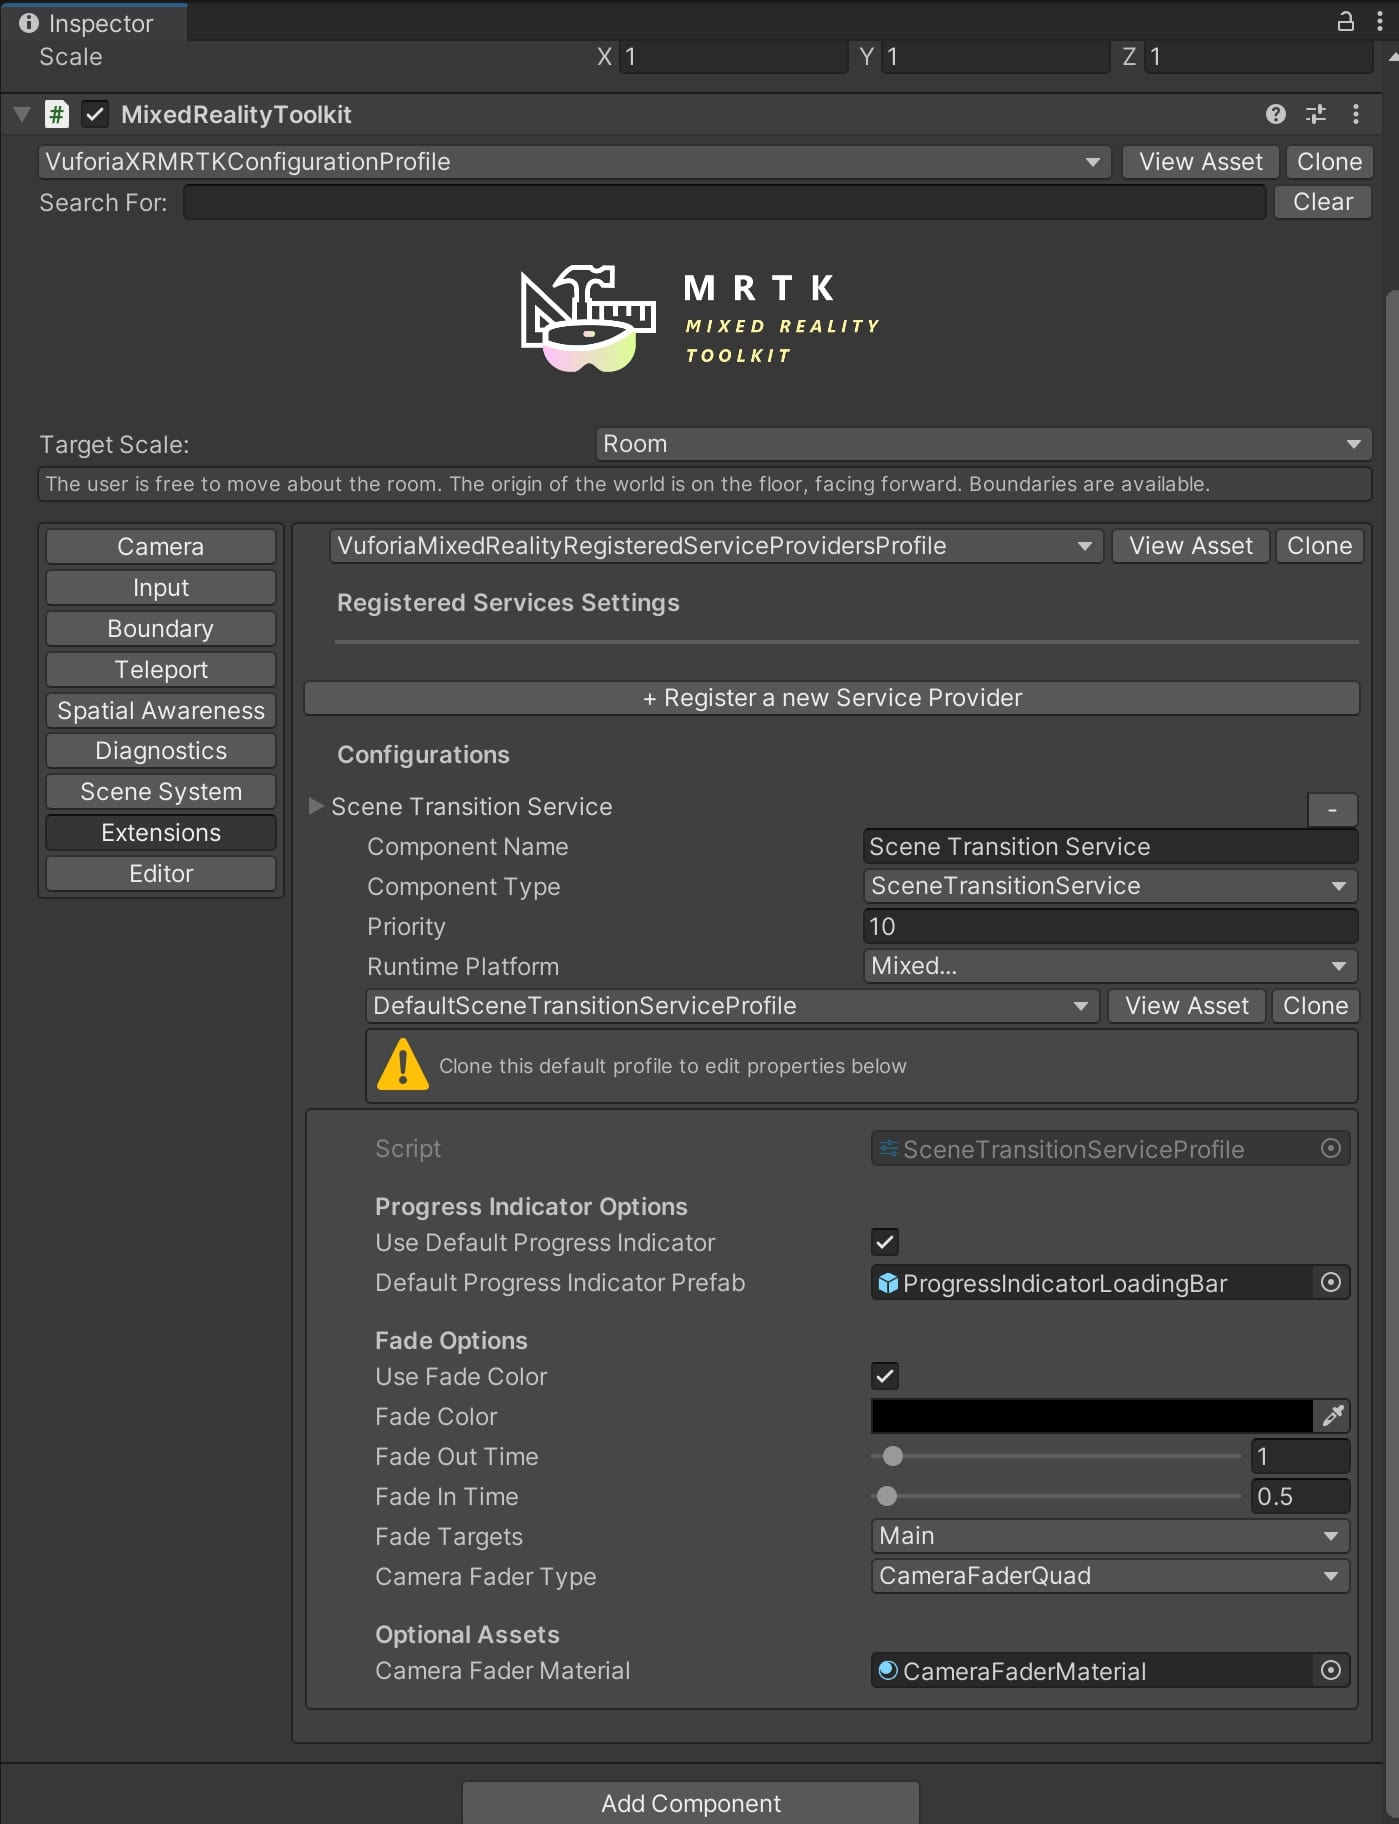 Inspector
Scale X 1 Y 1 Z 1
# MixedRealityToolkit
VuforiaXRMRTKConfigurationProfile View Asset Clone
Search For: Clear
MRTK
MIXED REALITY
TOOLKIT
Target Scale: Room
The user is free to move about the room. The origin of the world is on the floor, facing forward. Boundaries are available.
Camera
Input
Boundary
Teleport
Spatial Awareness
Diagnostics
Scene System
Extensions
Editor
VuforiaMixedRealityRegisteredServiceProvidersProfile View Asset Clone
Registered Services Settings
+ Register a new Service Provider
Configurations
Scene Transition Service -
Component Name Scene Transition Service
Component Type SceneTransitionService
Priority 10
Runtime Platform Mixed...
DefaultSceneTransitionServiceProfile View Asset Clone
Clone this default profile to edit properties below
Script SceneTransitionServiceProfile
Progress Indicator Options
Use Default Progress Indicator
Default Progress Indicator Prefab ProgressIndicatorLoadingBar
Fade Options
Use Fade Color
Fade Color
Fade Out Time 1
Fade In Time 0.5
Fade Targets Main
Camera Fader Type CameraFaderQuad
Optional Assets
Camera Fader Material CameraFaderMaterial
Add Component